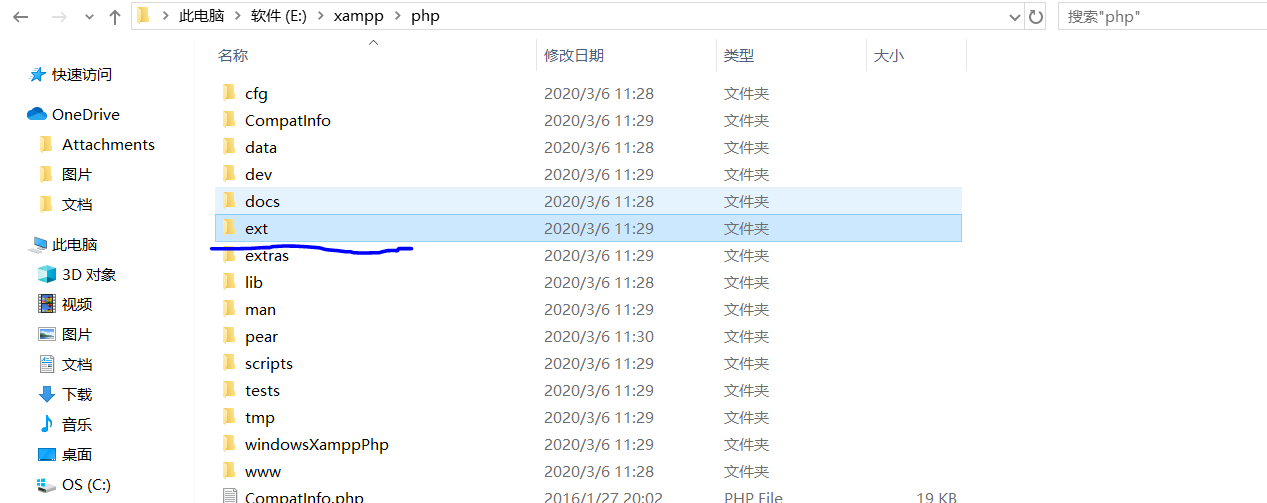 此电脑 > 软件 (E:) > xampp > php
搜索"php"
快速访问
OneDrive
Attachments
图片
文档
此电脑
3D 对象
视频
图片
文档
下载
音乐
桌面
OS (C:)
名称 修改日期 类型 大小
cfg 2020/3/6 11:28 文件夹
CompatInfo 2020/3/6 11:29 文件夹
data 2020/3/6 11:28 文件夹
dev 2020/3/6 11:29 文件夹
docs 2020/3/6 11:28 文件夹
ext 2020/3/6 11:29 文件夹
extras 2020/3/6 11:29 文件夹
lib 2020/3/6 11:28 文件夹
man 2020/3/6 11:29 文件夹
pear 2020/3/6 11:30 文件夹
scripts 2020/3/6 11:29 文件夹
tests 2020/3/6 11:29 文件夹
tmp 2020/3/6 11:29 文件夹
windowsXamppPhp 2020/3/6 11:29 文件夹
www 2020/3/6 11:28 文件夹
CompatInfo.php 2016/1/27 20:02 PHP File 19 KB